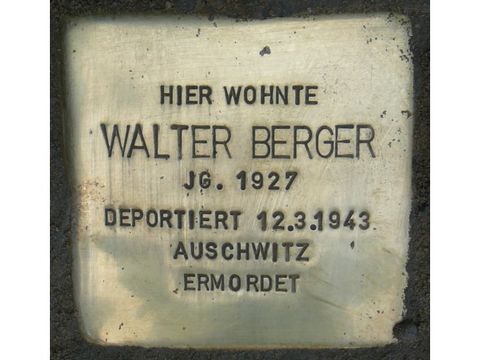 HIER WOHNTE
WALTER BERGER
JG. 1927
DEPORTIERT 12.3.1943
AUSCHWITZ
ERMORDET